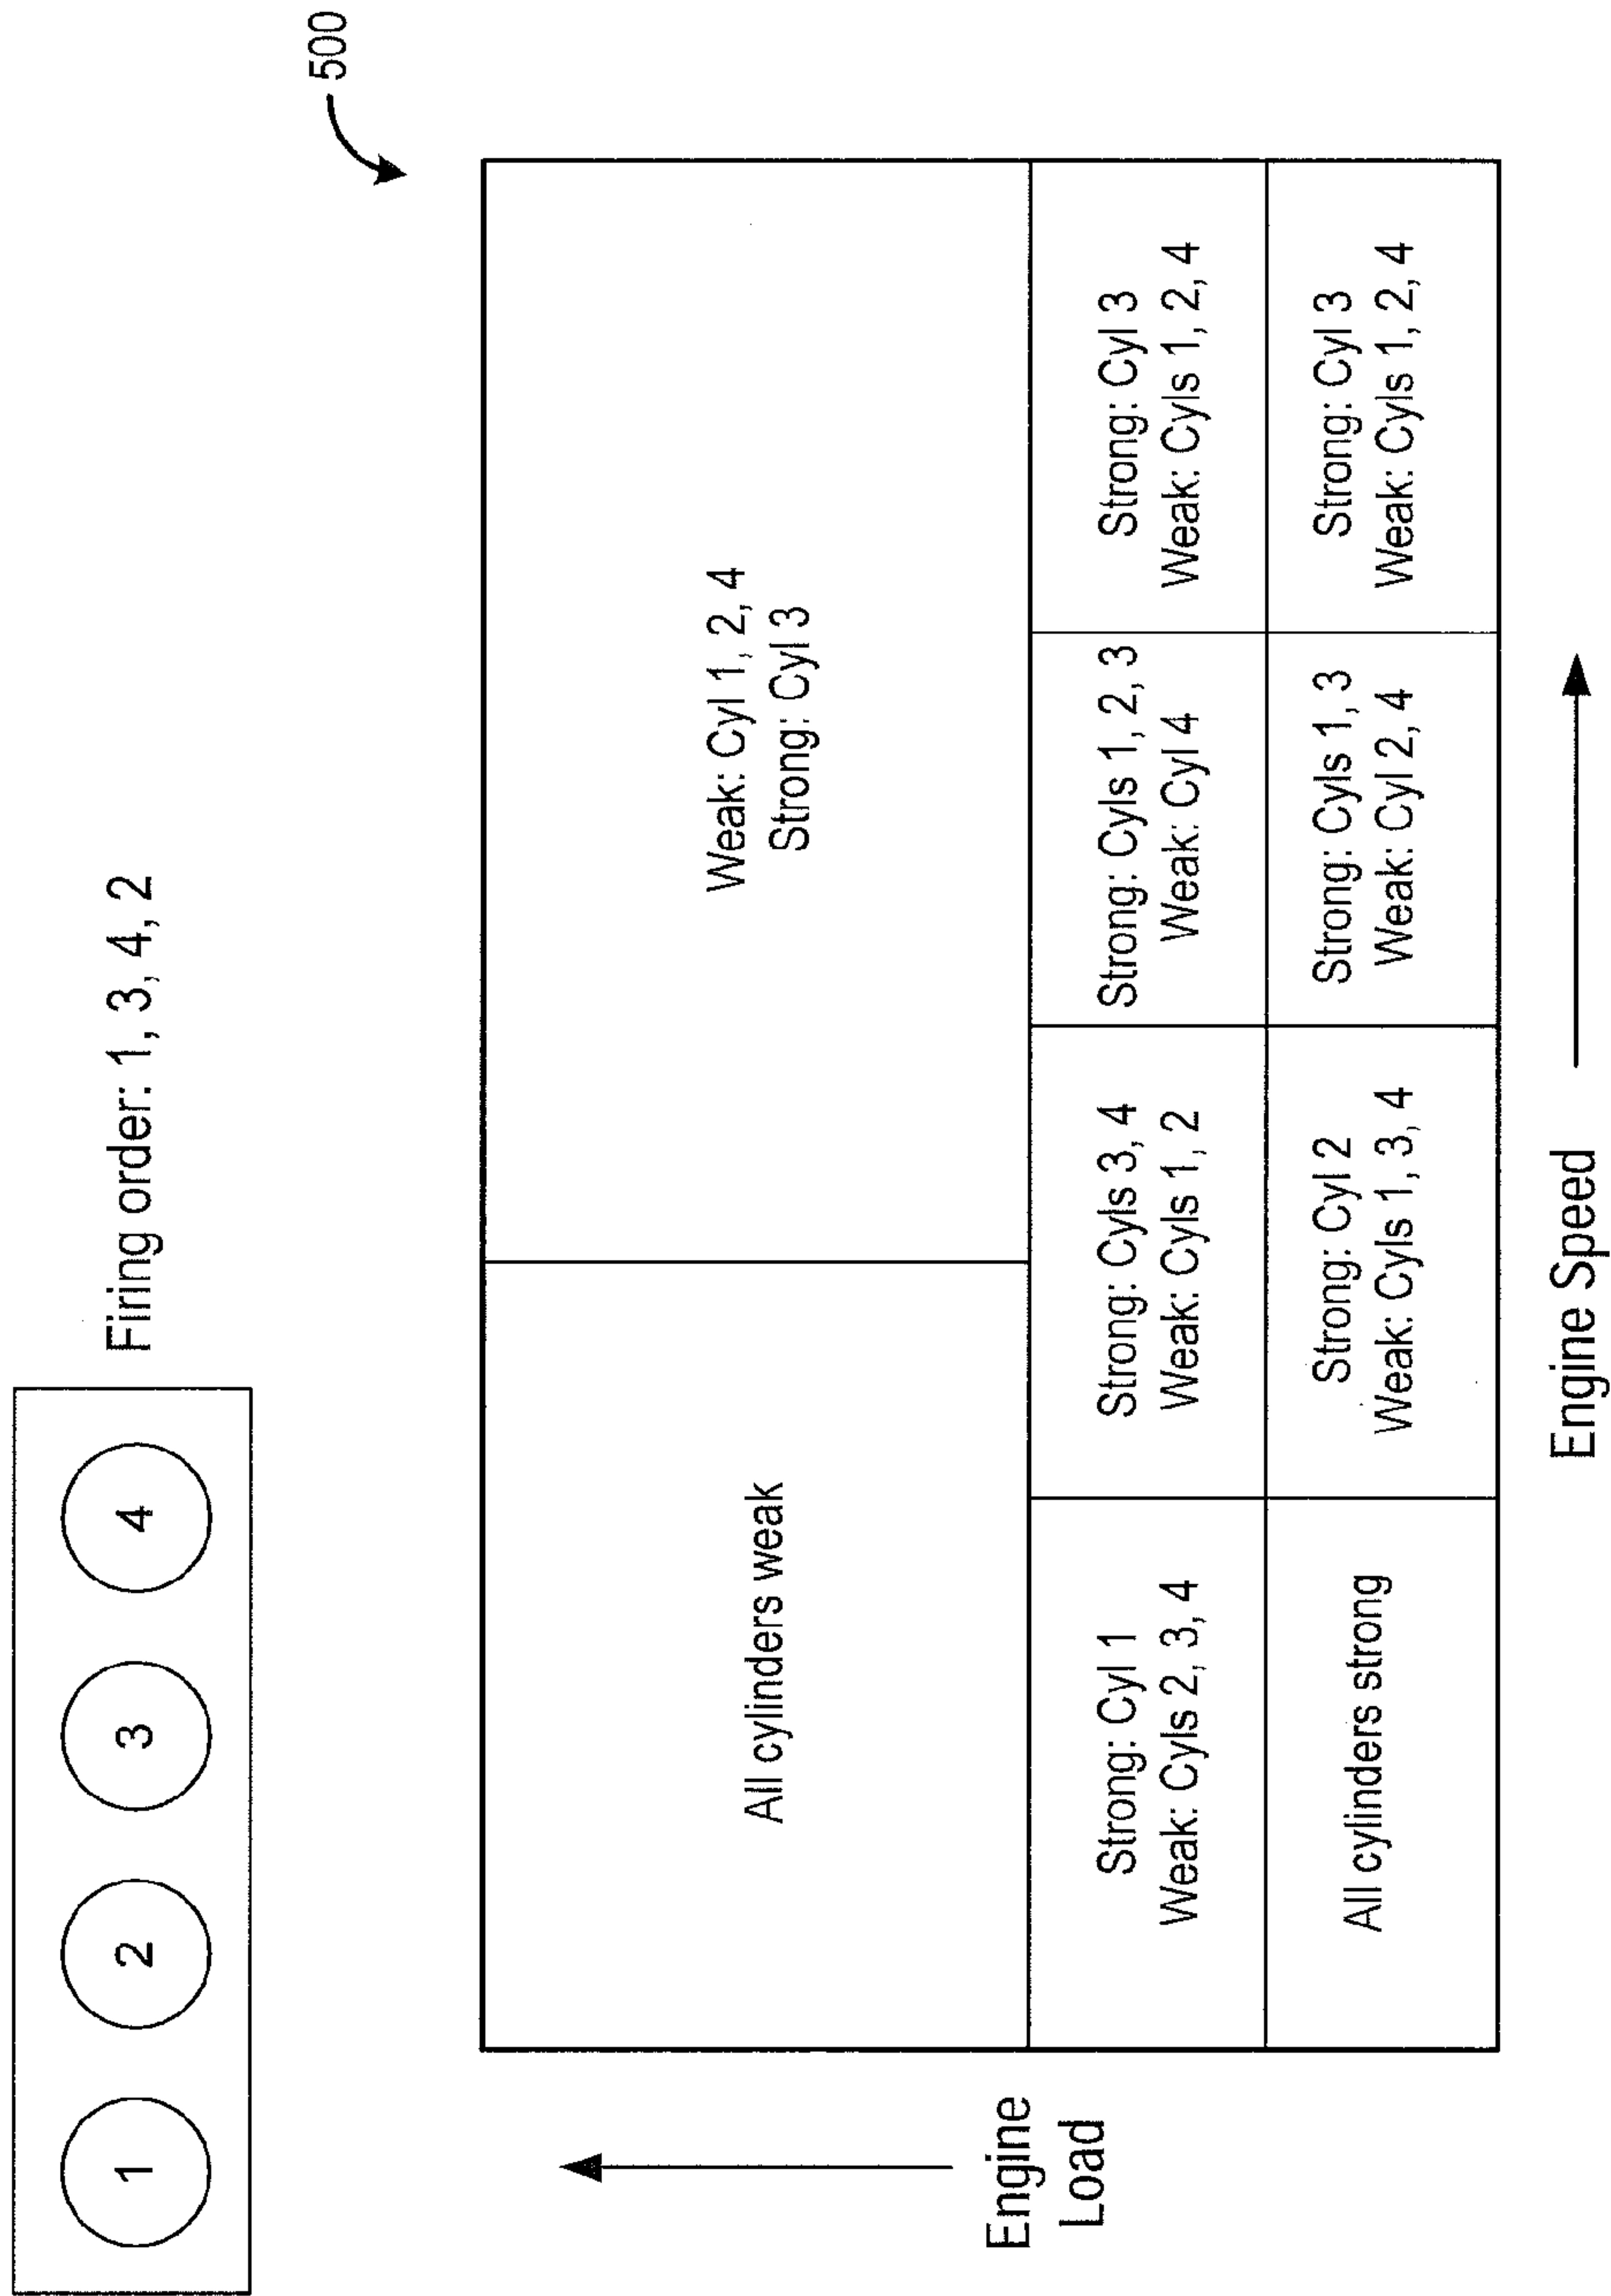 1
2
3
4
Firing order: 1, 3, 4, 2
500
Engine
Load
All cylinders weak
Weak: Cyl 1, 2, 4
Strong: Cyl 3
Strong: Cyl 1
Weak: Cyls 2, 3, 4
Strong: Cyls 3, 4
Weak: Cyls 1, 2
Strong: Cyls 1, 2, 3
Weak: Cyl 4
Strong: Cyl 3
Weak: Cyls 1, 2, 4
All cylinders strong
Strong: Cyl 2
Weak: Cyls 1, 3, 4
Strong: Cyls 1, 3
Weak: Cyl 2, 4
Strong: Cyl 3
Weak: Cyls 1, 2, 4
Engine Speed